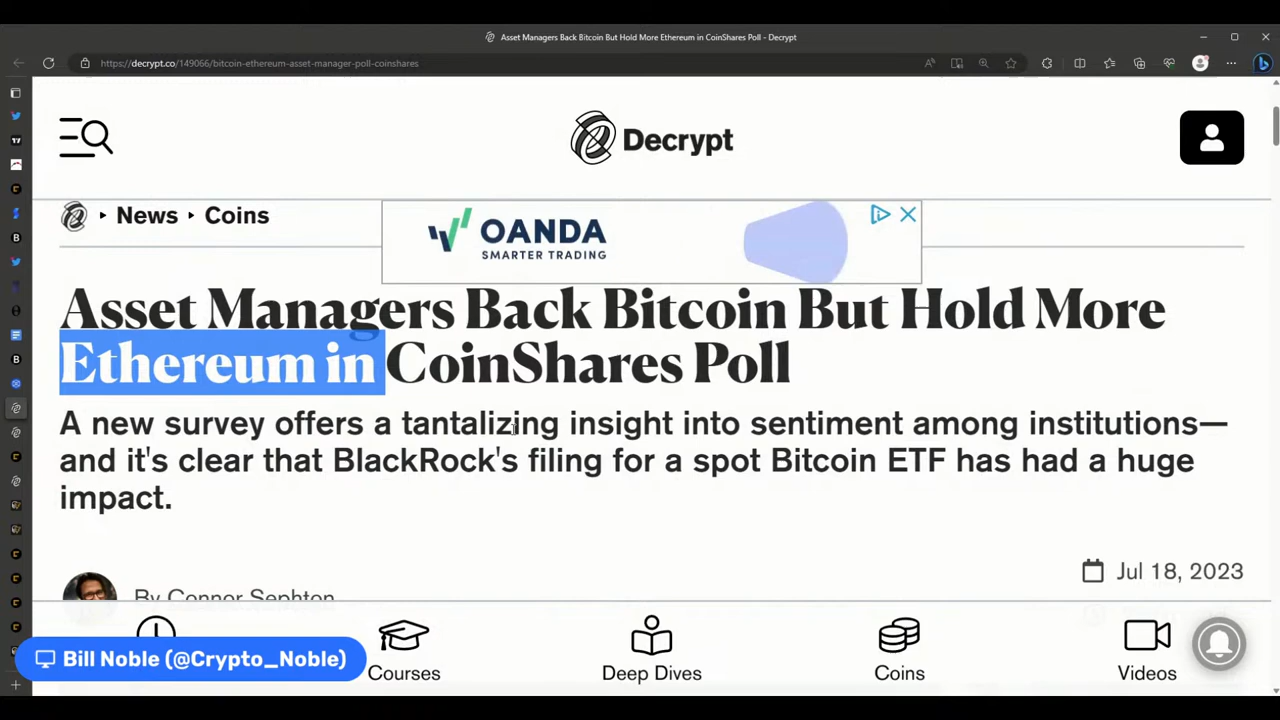 Asset Managers Back Bitcoin But Hold More Ethereum in CoinShares Poll - Decrypt
https://decrypt.co/149066/bitcoin-ethereum-asset-manager-poll-coinshares
Decrypt
News
Coins
OANDA
SMARTER TRADING
Asset Managers Back Bitcoin But Hold More
Ethereum in CoinShares Poll
A new survey offers a tantalizing insight into sentiment among institutions—
and it's clear that BlackRock's filing for a spot Bitcoin ETF has had a huge
impact.
Jul 18, 2023
By Connor Sephton
Bill Noble (@Crypto_Noble)
Courses
Deep Dives
Coins
Videos